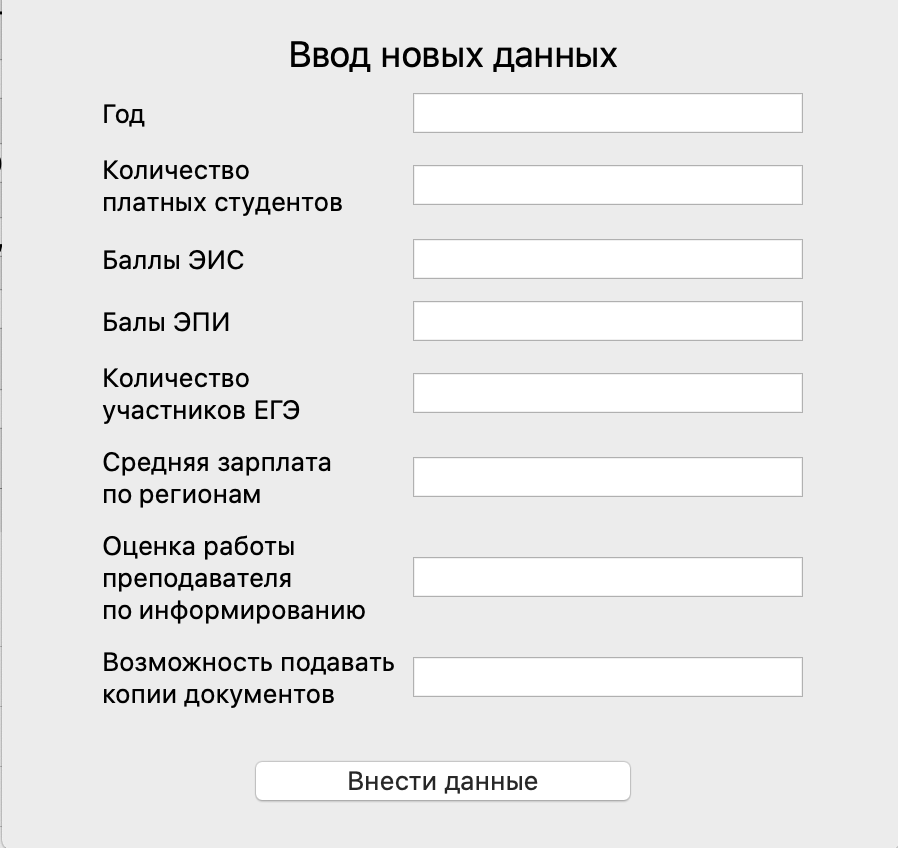 Ввод новых данных
Год
Количество
платных студентов
Баллы ЭИС
Балы ЭПИ
Количество
участников ЕГЭ
Средняя зарплата
по регионам
Оценка работы
преподавателя
по информированию
Возможность подавать
копии документов
Внести данные